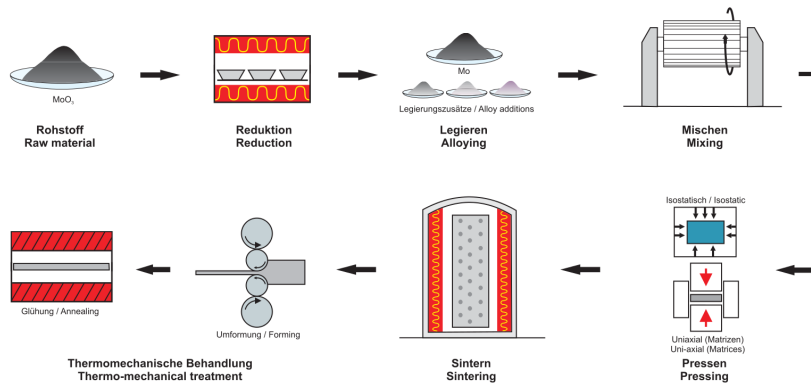 MoO₃
Rohstoff
Raw material
Reduktion
Reduction
Mo
Legierungszusätze / Alloy additions
Legieren
Alloying
Mischen
Mixing
Isostatisch / Isostatic
Uniaxial (Matrizen)
Uni-axial (Matrices)
Pressen
Pressing
Sintern
Sintering
Umformung / Forming
Glühung / Annealing
Thermomechanische Behandlung
Thermo-mechanical treatment